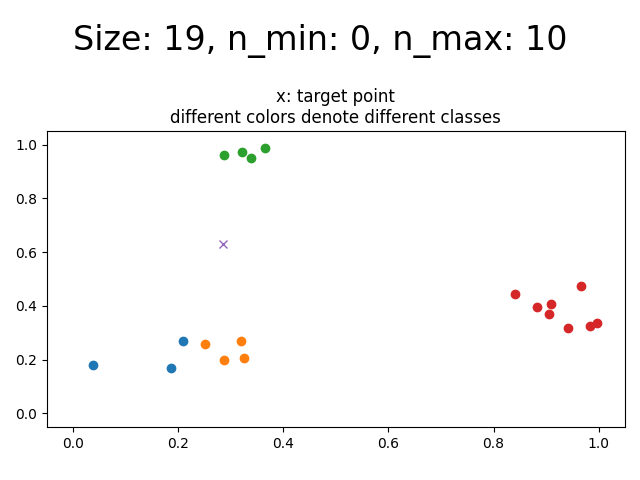 Size: 19, n_min: 0, n_max: 10
x: target point
different colors denote different classes
1.0
0.8
0.6
0.4
0.2
0.0
0.0 0.2 0.4 0.6 0.8 1.0